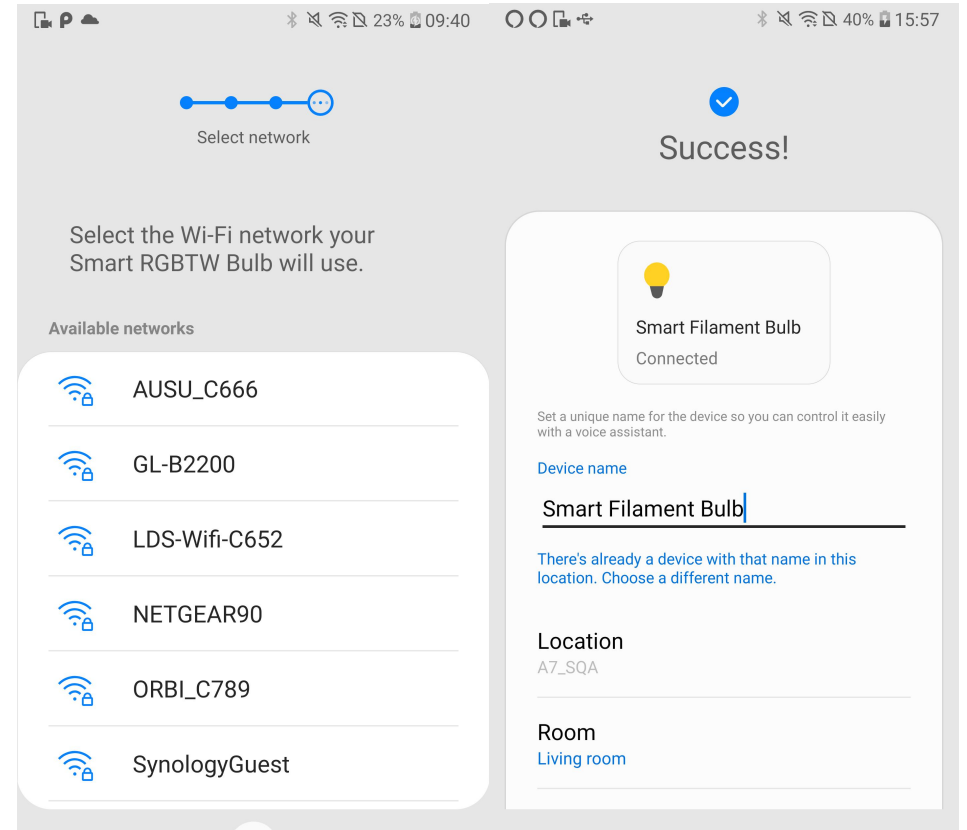 23% 09:40
Select network
Select the Wi-Fi network your
Smart RGBTW Bulb will use.
Available networks
AUSU_C666
GL-B2200
LDS-Wifi-C652
NETGEAR90
ORBI_C789
SynologyGuest
40% 15:57
Success!
Smart Filament Bulb
Connected
Set a unique name for the device so you can control it easily
with a voice assistant.
Device name
Smart Filament Bulb
There's already a device with that name in this
location. Choose a different name.
Location
A7_SQA
Room
Living room